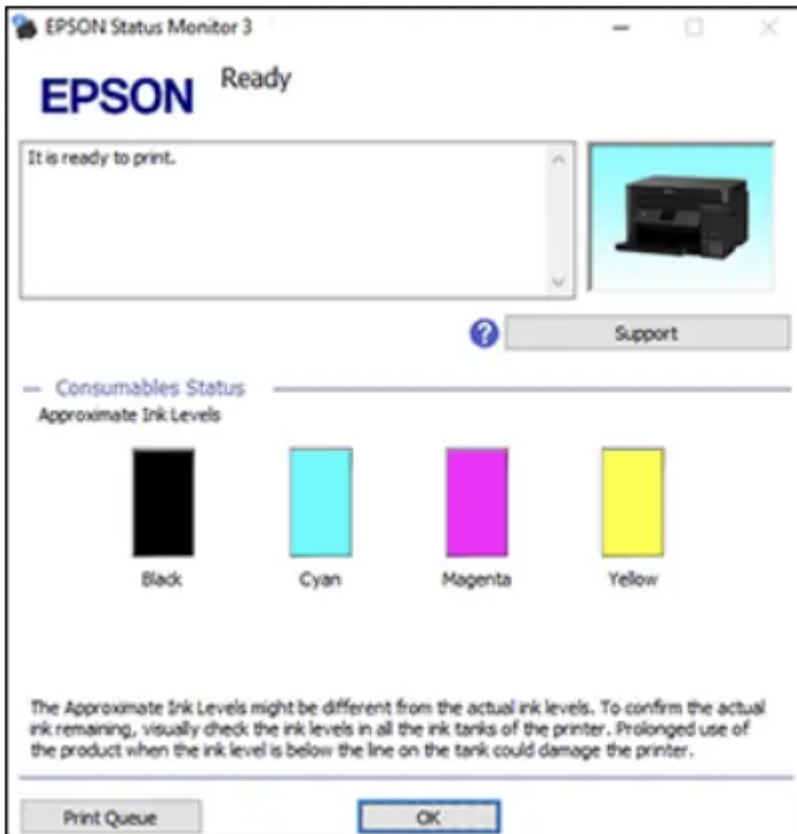 EPSON Status Monitor 3
EPSON
Ready
It is ready to print.
Support
Consumables Status
Approximate Ink Levels
Black
Cyan
Magenta
Yellow
The Approximate Ink Levels might be different from the actual ink levels. To confirm the actual
ink remaining, visually check the ink levels in all the ink tanks of the printer. Prolonged use of
the product when the ink level is below the line on the tank could damage the printer.
Print Queue
OK